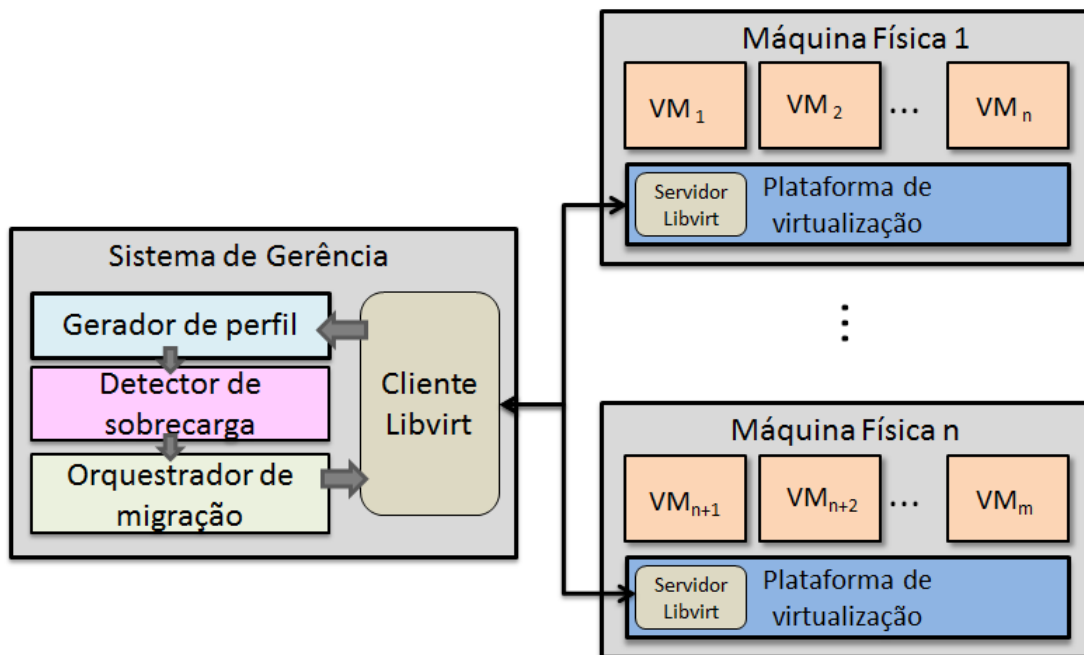 Máquina Física 1
VM 1
VM 2
...
VM n
Servidor
Libvirt
Plataforma de
virtualização
Sistema de Gerência
Gerador de perfil
Detector de
sobrecarga
Orquestrador de
migração
Cliente
Libvirt
Máquina Física n
VMn+1
VMn+2
...
VMm
Servidor
Libvirt
Plataforma de
virtualização